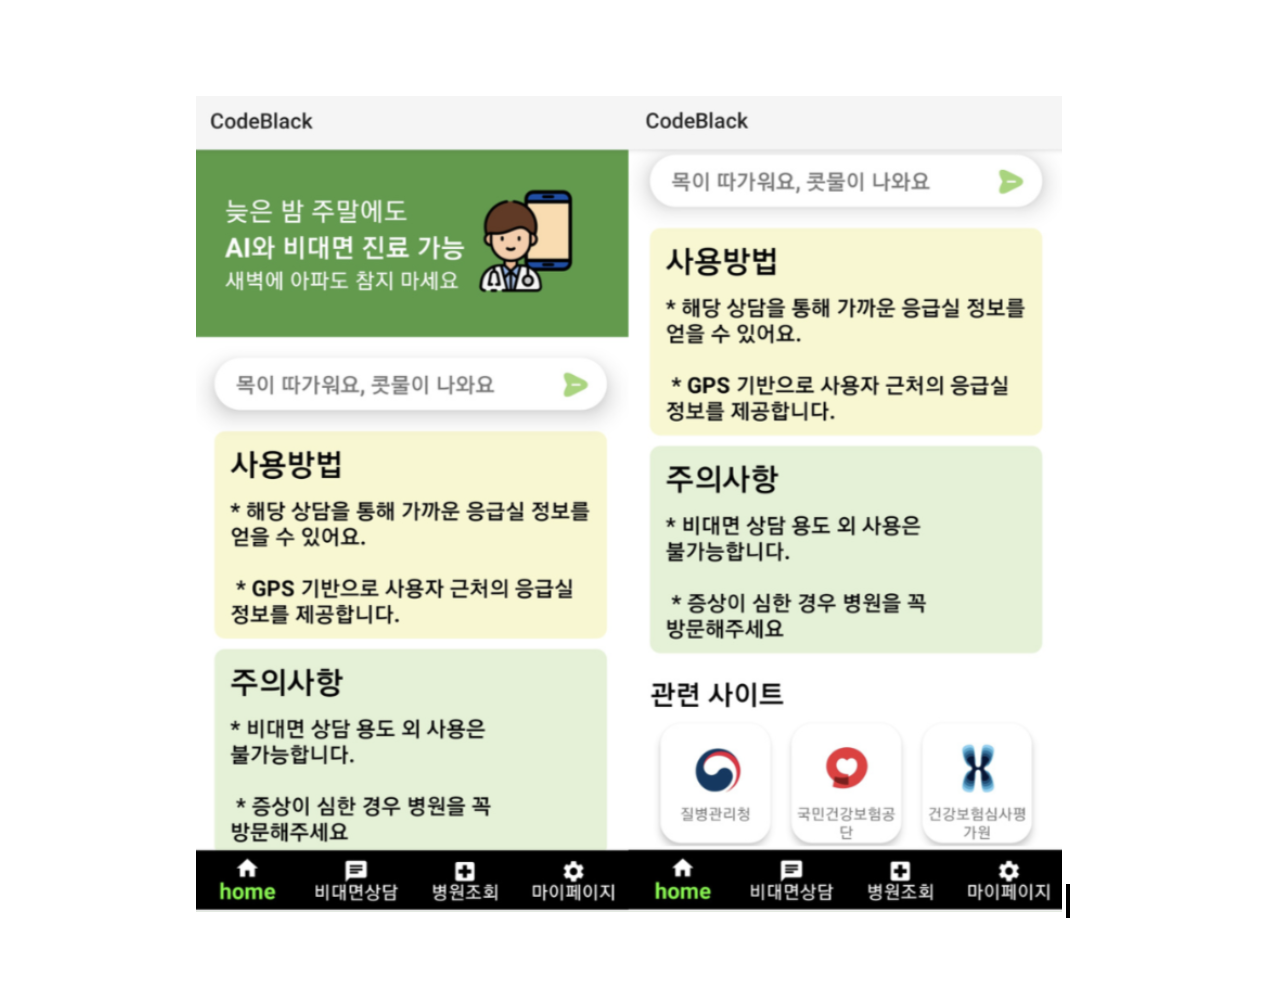 CodeBlack
늦은 밤 주말에도
AI와 비대면 진료 가능
새벽에 아파도 참지 마세요
목이 따가워요, 콧물이 나와요
사용방법
* 해당 상담을 통해 가까운 응급실 정보를
얻을 수 있어요.
* GPS 기반으로 사용자 근처의 응급실
정보를 제공합니다.
주의사항
* 비대면 상담 용도 외 사용은
불가능합니다.
* 증상이 심한 경우 병원을 꼭
방문해주세요
home
비대면상담
병원조회
마이페이지
CodeBlack
목이 따가워요, 콧물이 나와요
사용방법
* 해당 상담을 통해 가까운 응급실 정보를
얻을 수 있어요.
* GPS 기반으로 사용자 근처의 응급실
정보를 제공합니다.
주의사항
* 비대면 상담 용도 외 사용은
불가능합니다.
* 증상이 심한 경우 병원을 꼭
방문해주세요
관련 사이트
질병관리청
국민건강보험공
단
건강보험심사평
가원
home
비대면상담
병원조회
마이페이지